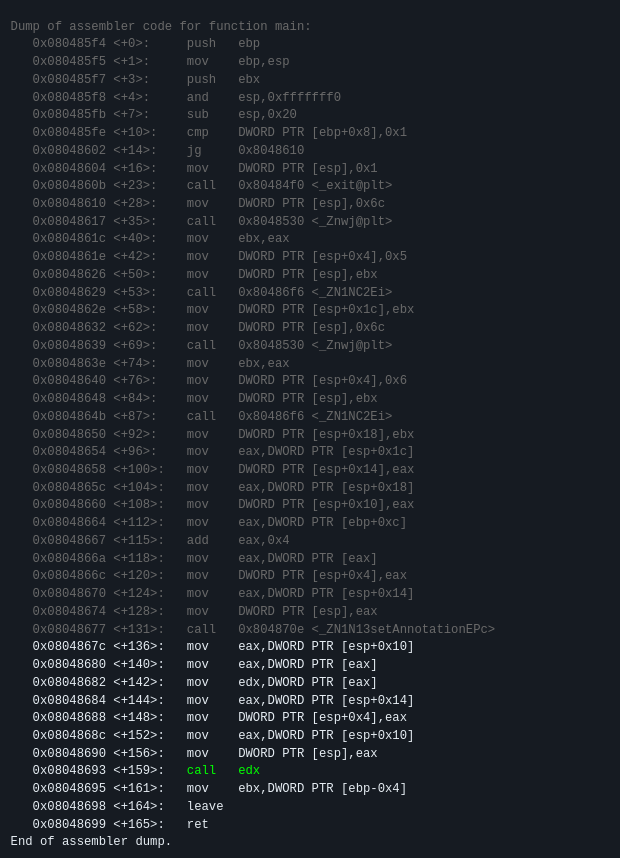 Dump of assembler code for function main:
0x080485f4 <+0>: push ebp
0x080485f5 <+1>: mov ebp,esp
0x080485f7 <+3>: push ebx
0x080485f8 <+4>: and esp,0xfffffff0
0x080485fb <+7>: sub esp,0x20
0x080485fe <+10>: cmp DWORD PTR [ebp+0x8],0x1
0x08048602 <+14>: jg 0x8048610
0x08048604 <+16>: mov DWORD PTR [esp],0x1
0x0804860b <+23>: call 0x80484f0 <_exit@plt>
0x08048610 <+28>: mov DWORD PTR [esp],0x6c
0x08048617 <+35>: call 0x8048530 <_Znwj@plt>
0x0804861c <+40>: mov ebx,eax
0x0804861e <+42>: mov DWORD PTR [esp+0x4],0x5
0x08048626 <+50>: mov DWORD PTR [esp],ebx
0x08048629 <+53>: call 0x80486f6 <_ZN1NC2Ei>
0x0804862e <+58>: mov DWORD PTR [esp+0x1c],ebx
0x08048632 <+62>: mov DWORD PTR [esp],0x6c
0x08048639 <+69>: call 0x8048530 <_Znwj@plt>
0x0804863e <+74>: mov ebx,eax
0x08048640 <+76>: mov DWORD PTR [esp+0x4],0x6
0x08048648 <+84>: mov DWORD PTR [esp],ebx
0x0804864b <+87>: call 0x80486f6 <_ZN1NC2Ei>
0x08048650 <+92>: mov DWORD PTR [esp+0x18],ebx
0x08048654 <+96>: mov eax,DWORD PTR [esp+0x1c]
0x08048658 <+100>: mov DWORD PTR [esp+0x14],eax
0x0804865c <+104>: mov eax,DWORD PTR [esp+0x18]
0x08048660 <+108>: mov DWORD PTR [esp+0x10],eax
0x08048664 <+112>: mov eax,DWORD PTR [ebp+0xc]
0x08048667 <+115>: add eax,0x4
0x0804866a <+118>: mov eax,DWORD PTR [eax]
0x0804866c <+120>: mov DWORD PTR [esp+0x4],eax
0x08048670 <+124>: mov eax,DWORD PTR [esp+0x14]
0x08048674 <+128>: mov DWORD PTR [esp],eax
0x08048677 <+131>: call 0x804870e <_ZN1N13setAnnotationEPc>
0x0804867c <+136>: mov eax,DWORD PTR [esp+0x10]
0x08048680 <+140>: mov eax,DWORD PTR [eax]
0x08048682 <+142>: mov edx,DWORD PTR [eax]
0x08048684 <+144>: mov eax,DWORD PTR [esp+0x14]
0x08048688 <+148>: mov DWORD PTR [esp+0x4],eax
0x0804868c <+152>: mov eax,DWORD PTR [esp+0x10]
0x08048690 <+156>: mov DWORD PTR [esp],eax
0x08048693 <+159>: call edx
0x08048695 <+161>: mov ebx,DWORD PTR [ebp-0x4]
0x08048698 <+164>: leave
0x08048699 <+165>: ret
End of assembler dump.